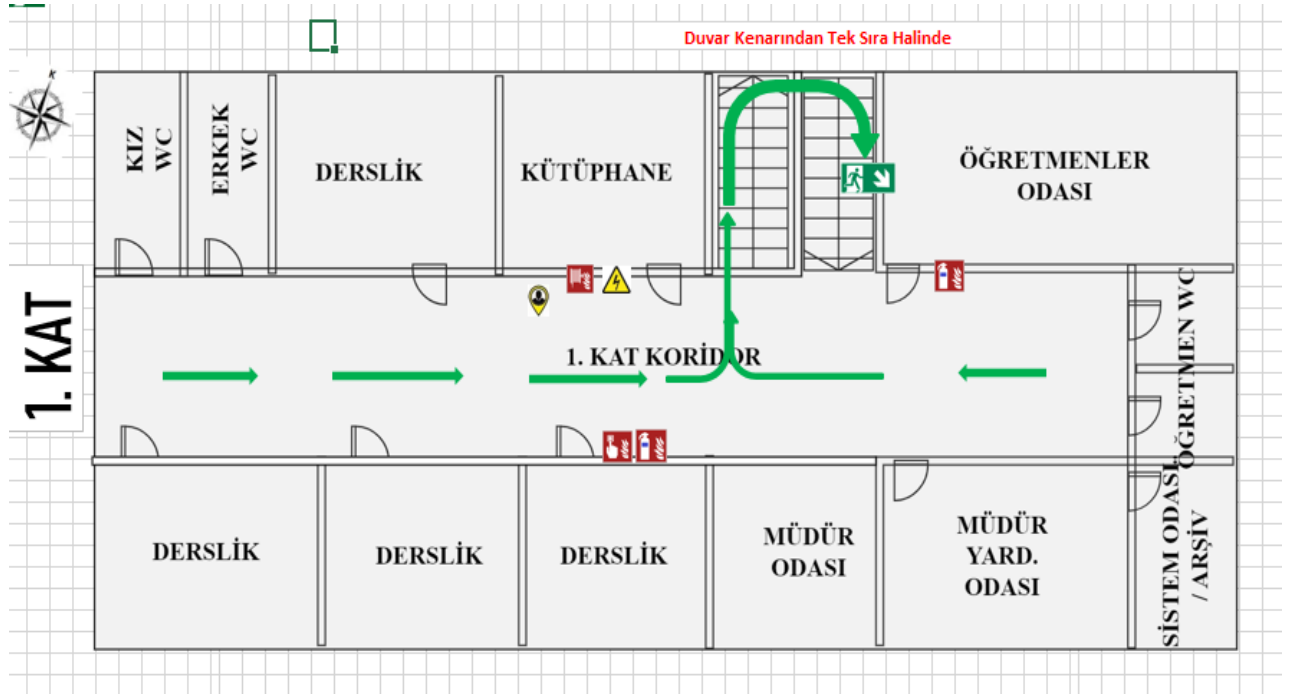 Duvar Kenarından Tek Sıra Halinde
K
1. KAT
KIZ
WC
ERKEK
WC
DERSLİK
KÜTÜPHANE
ÖĞRETMENLER
ODASI
1. KAT KORİDOR
ÖĞRETMEN WC
DERSLİK
DERSLİK
DERSLİK
MÜDÜR
ODASI
MÜDÜR
YARD.
ODASI
SİSTEM ODASI
/ ARŞİV